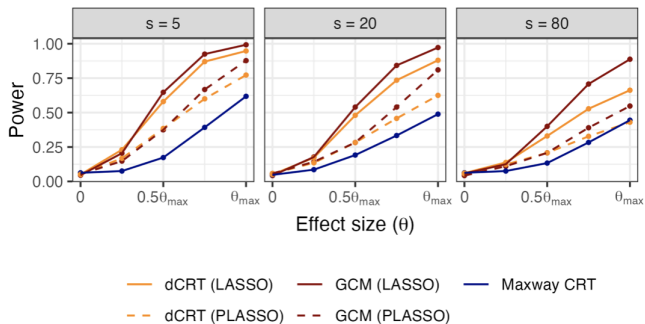 s = 5
s = 20
s = 80
Power
1.00
0.75
0.50
0.25
0.00
0 0.5θmax θmax
0 0.5θmax θmax
0 0.5θmax θmax
Effect size (θ)
dCRT (LASSO) GCM (LASSO) Maxway CRT
dCRT (PLASSO) GCM (PLASSO)